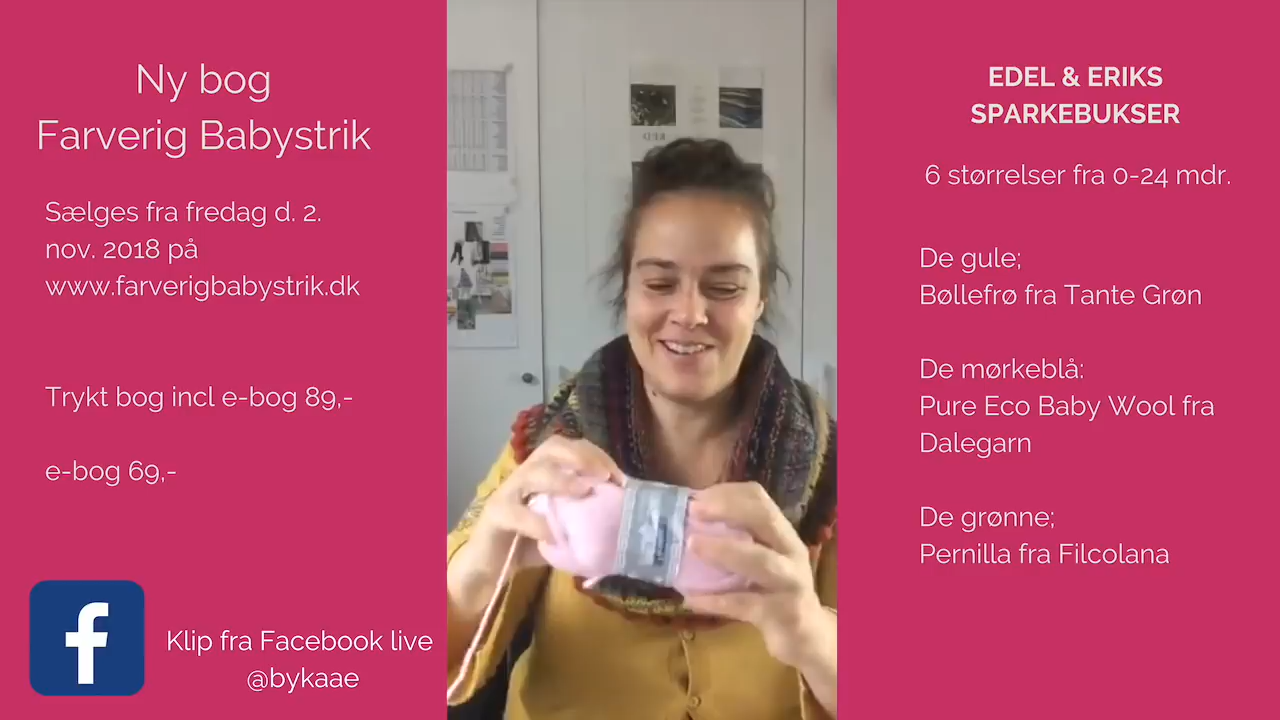 Ny bog
Farverig Babystrik
Sælges fra fredag d. 2.
nov. 2018 på
www.farverigbabystrik.dk
Trykt bog incl e-bog 89,-
e-bog 69,-
Klip fra Facebook live
@bykaae
EDEL & ERIKS
SPARKEBUKSER
6 størrelser fra 0-24 mdr.
De gule;
Bøllefrø fra Tante Grøn
De mørkeblå:
Pure Eco Baby Wool fra
Dalegarn
De grønne;
Pernilla fra Filcolana